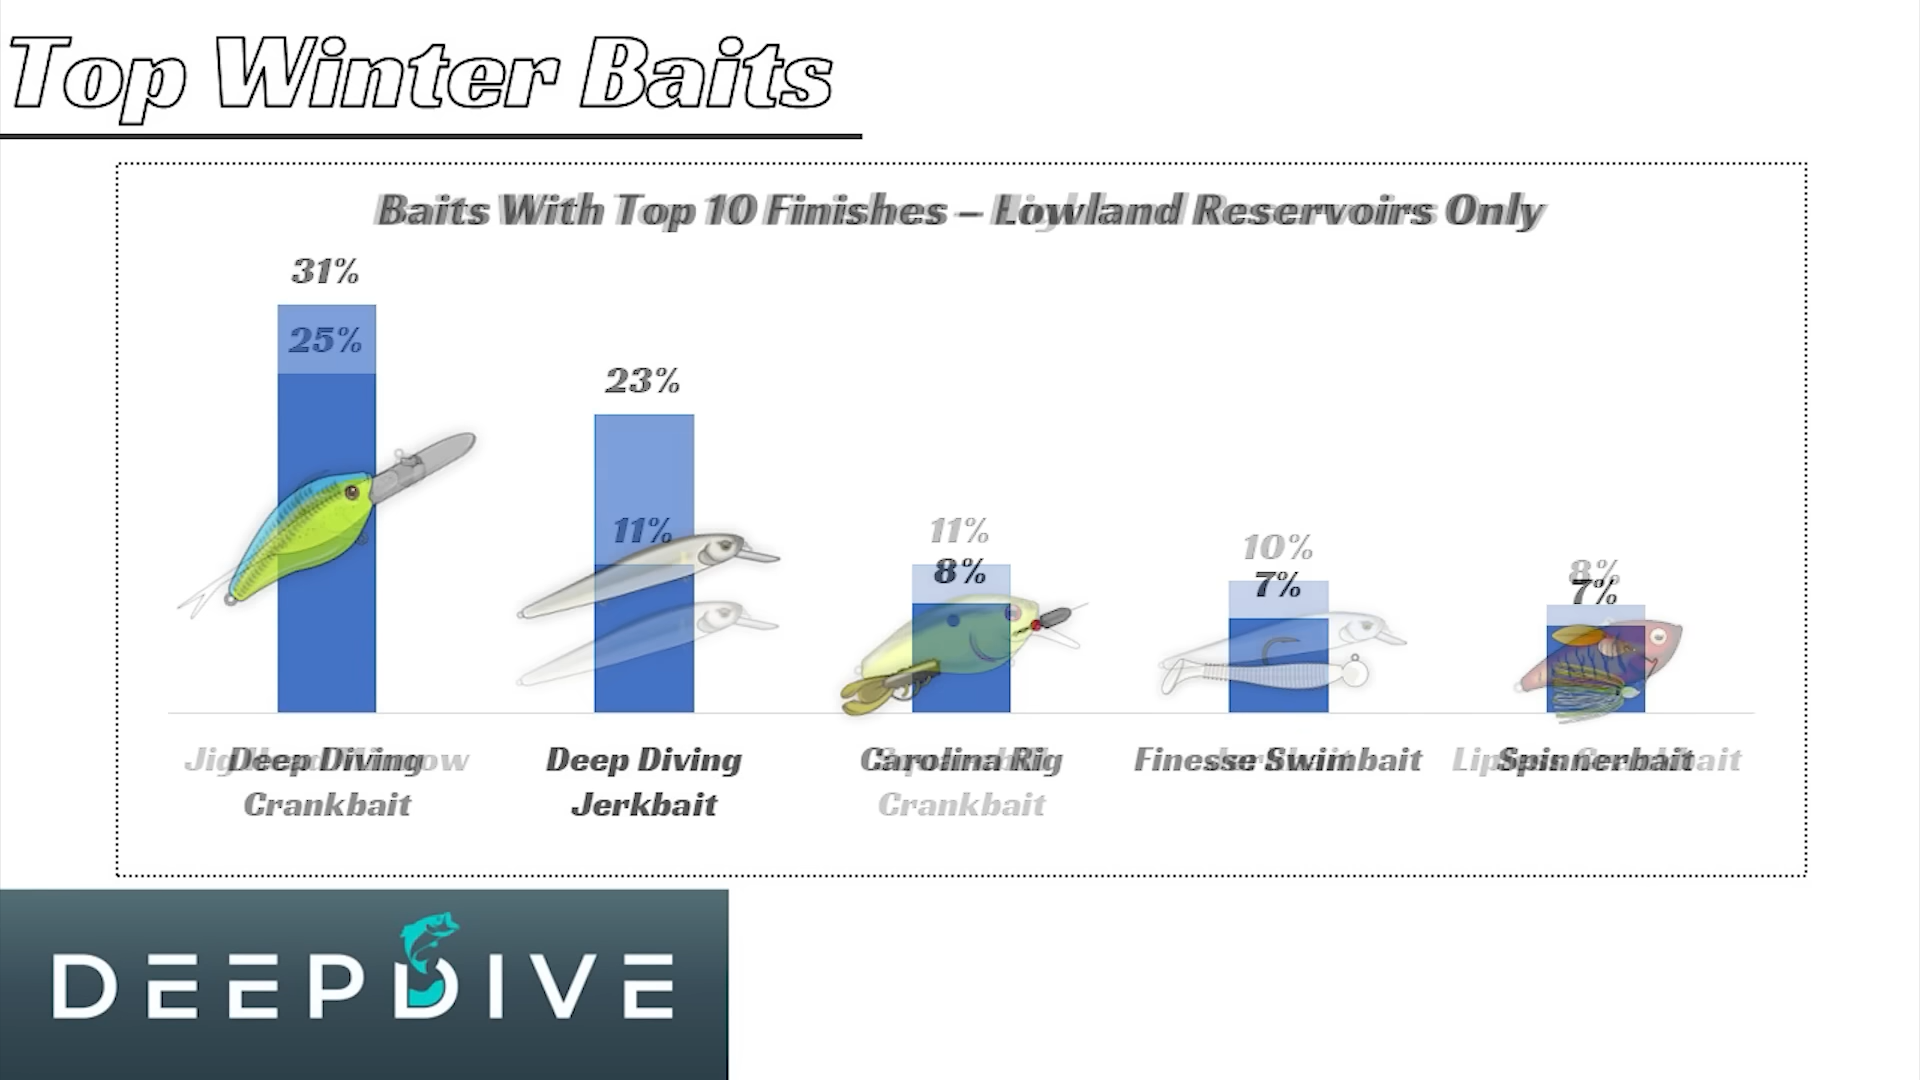 Top Winter Baits
Baits With Top 10 Finishes – Lowland Reservoirs Only
31%
25%
23%
11%
11%
8%
10%
7%
8%
7%
Deep Diving
Crankbait
Deep Diving
Jerkbait
Carolina Rig
Crankbait
Finesse Swimbait
Spinnerbait
DEEPDIVE